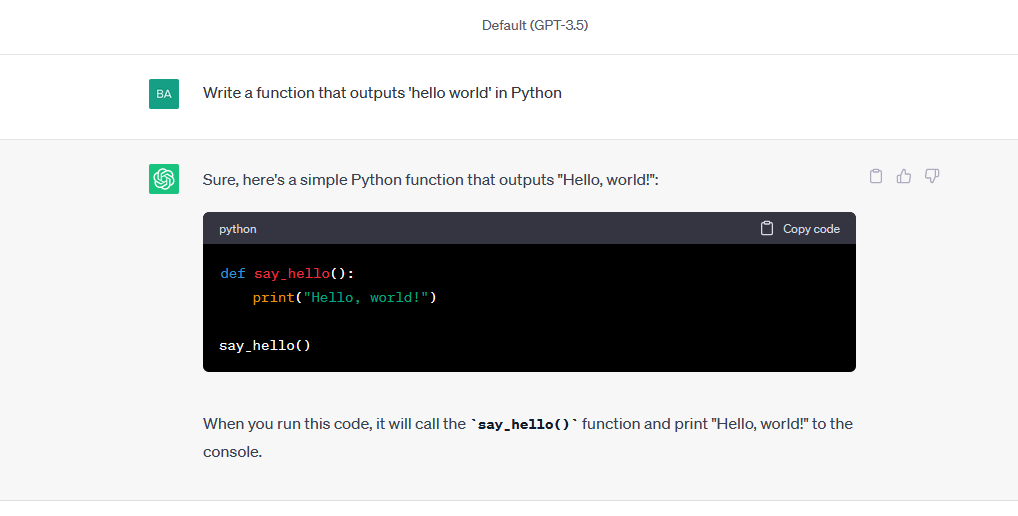 Default (GPT-3.5)
BA
Write a function that outputs 'hello world' in Python
Sure, here's a simple Python function that outputs "Hello, world!":
python
Copy code
def say_hello():
    print("Hello, world!")
say_hello()
When you run this code, it will call the `say_hello()` function and print "Hello, world!" to the
console.